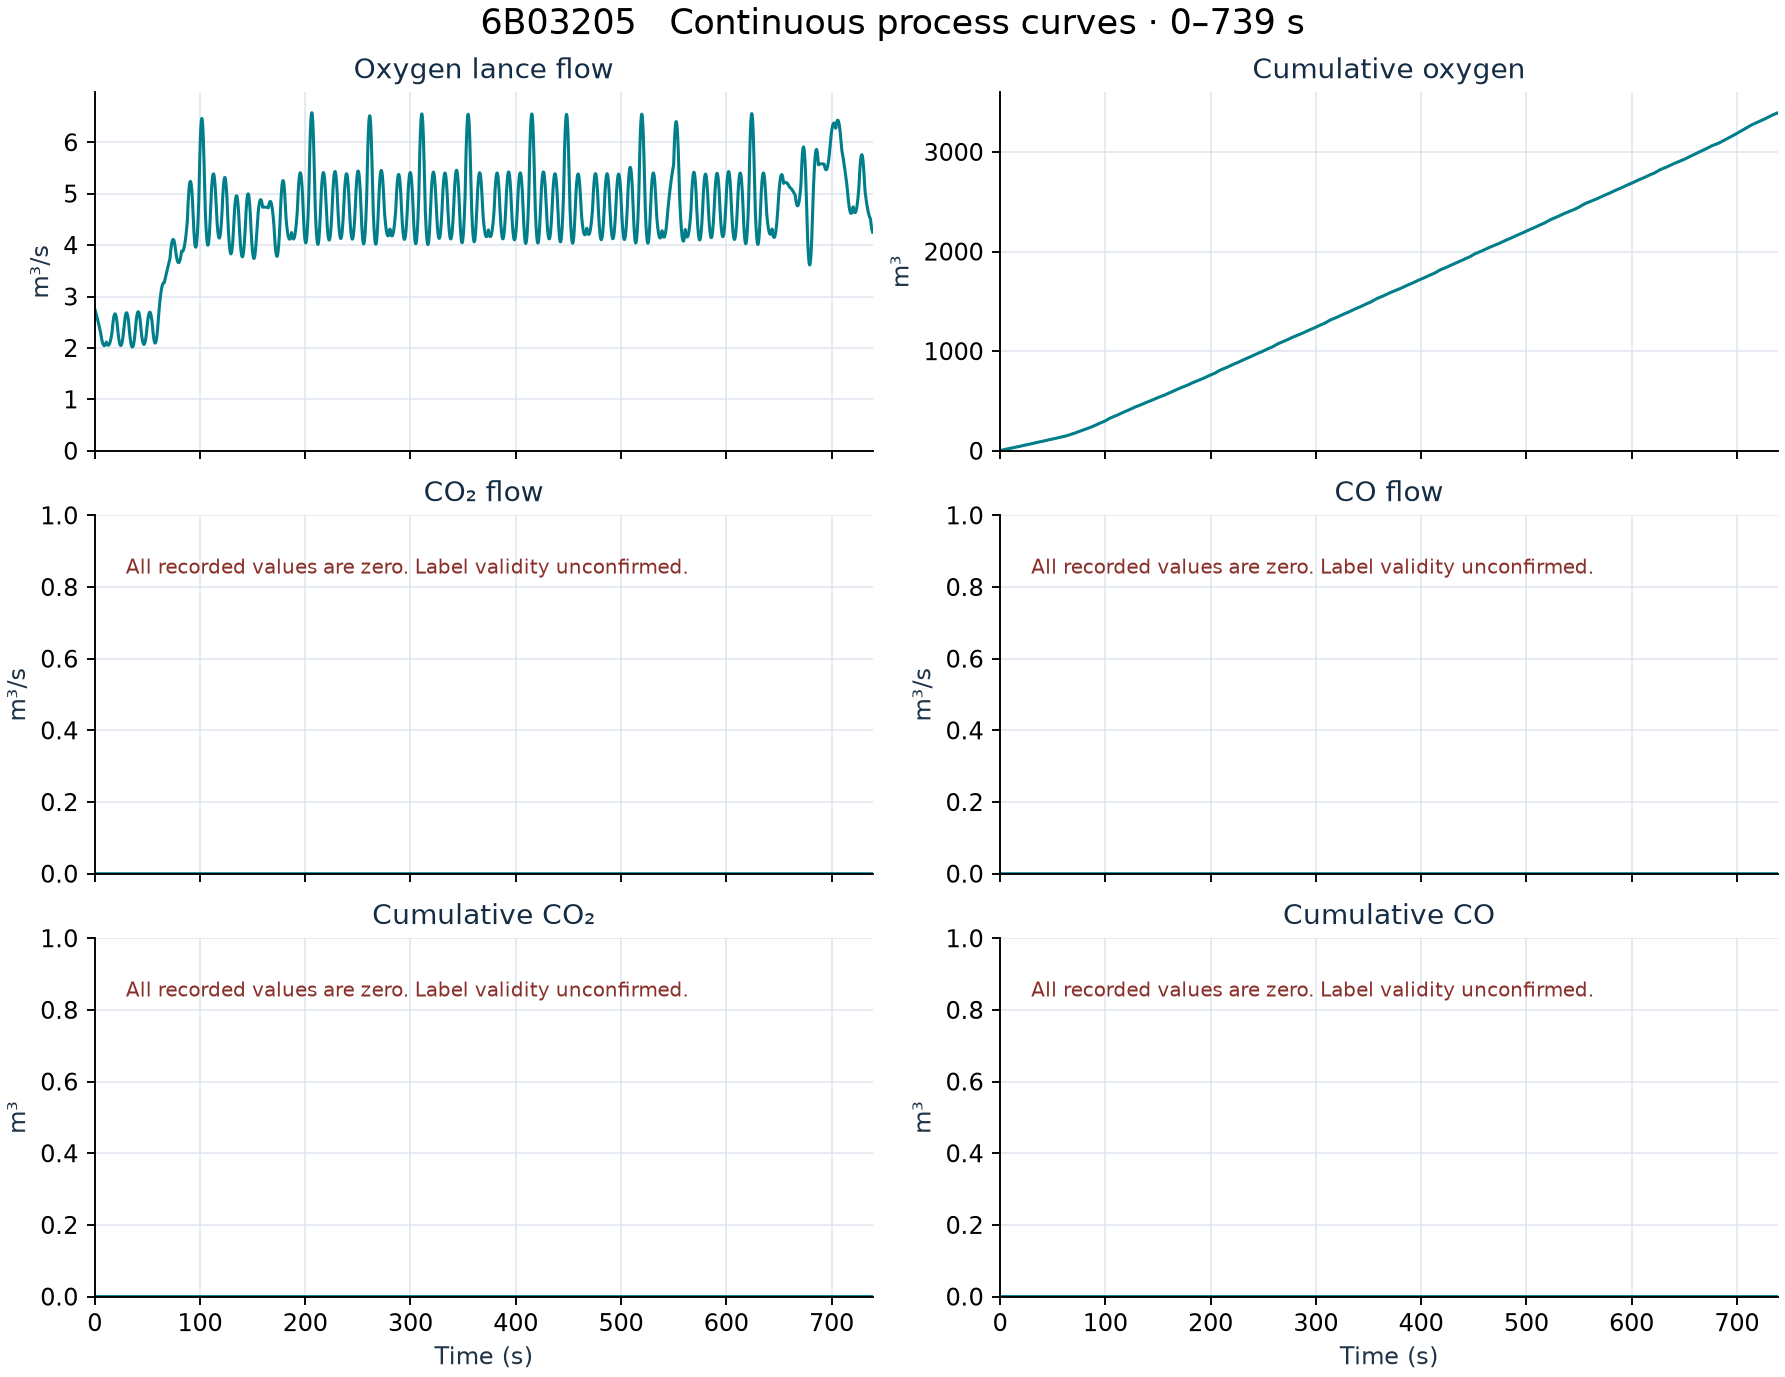 6B03205   Continuous process curves · 0–739 s
Oxygen lance flow
m³/s
6
5
4
3
2
1
0
Cumulative oxygen
m³
3000
2000
1000
0
CO₂ flow
m³/s
1.0
0.8
0.6
0.4
0.2
0.0
All recorded values are zero. Label validity unconfirmed.
CO flow
m³/s
1.0
0.8
0.6
0.4
0.2
0.0
All recorded values are zero. Label validity unconfirmed.
Cumulative CO₂
m³
1.0
0.8
0.6
0.4
0.2
0.0
All recorded values are zero. Label validity unconfirmed.
0 100 200 300 400 500 600 700
Time (s)
Cumulative CO
m³
1.0
0.8
0.6
0.4
0.2
0.0
All recorded values are zero. Label validity unconfirmed.
0 100 200 300 400 500 600 700
Time (s)